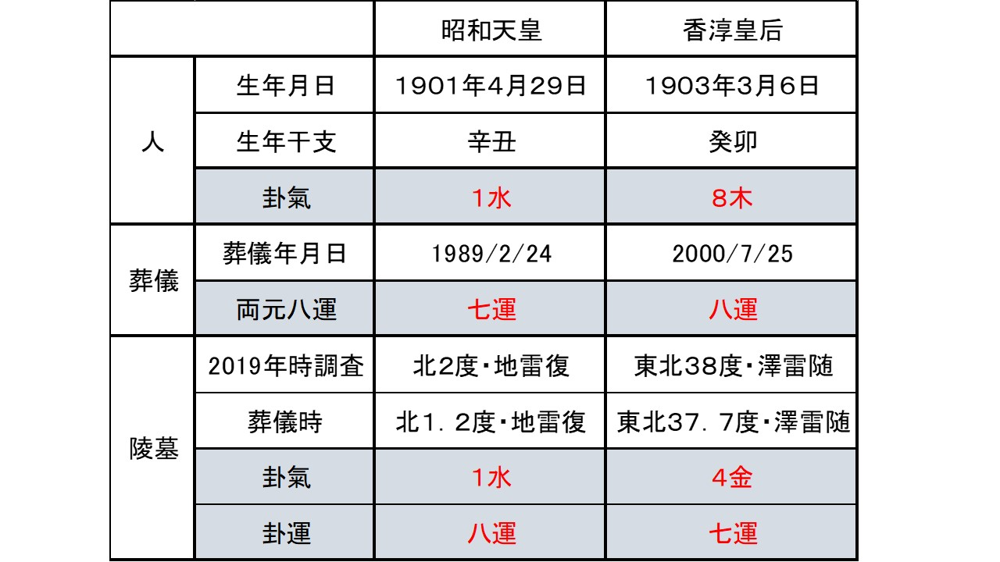 昭和天皇 香淳皇后
人 生年月日 1901年4月29日 1903年3月6日
生年干支 辛丑 癸卯
卦氣 1水 8木
葬儀 葬儀年月日 1989/2/24 2000/7/25
両元八運 七運 八運
陵墓 2019年時調査 北2度・地雷復 東北38度・澤雷随
葬儀時 北1.2度・地雷復 東北37.7度・澤雷随
卦氣 1水 4金
卦運 八運 七運